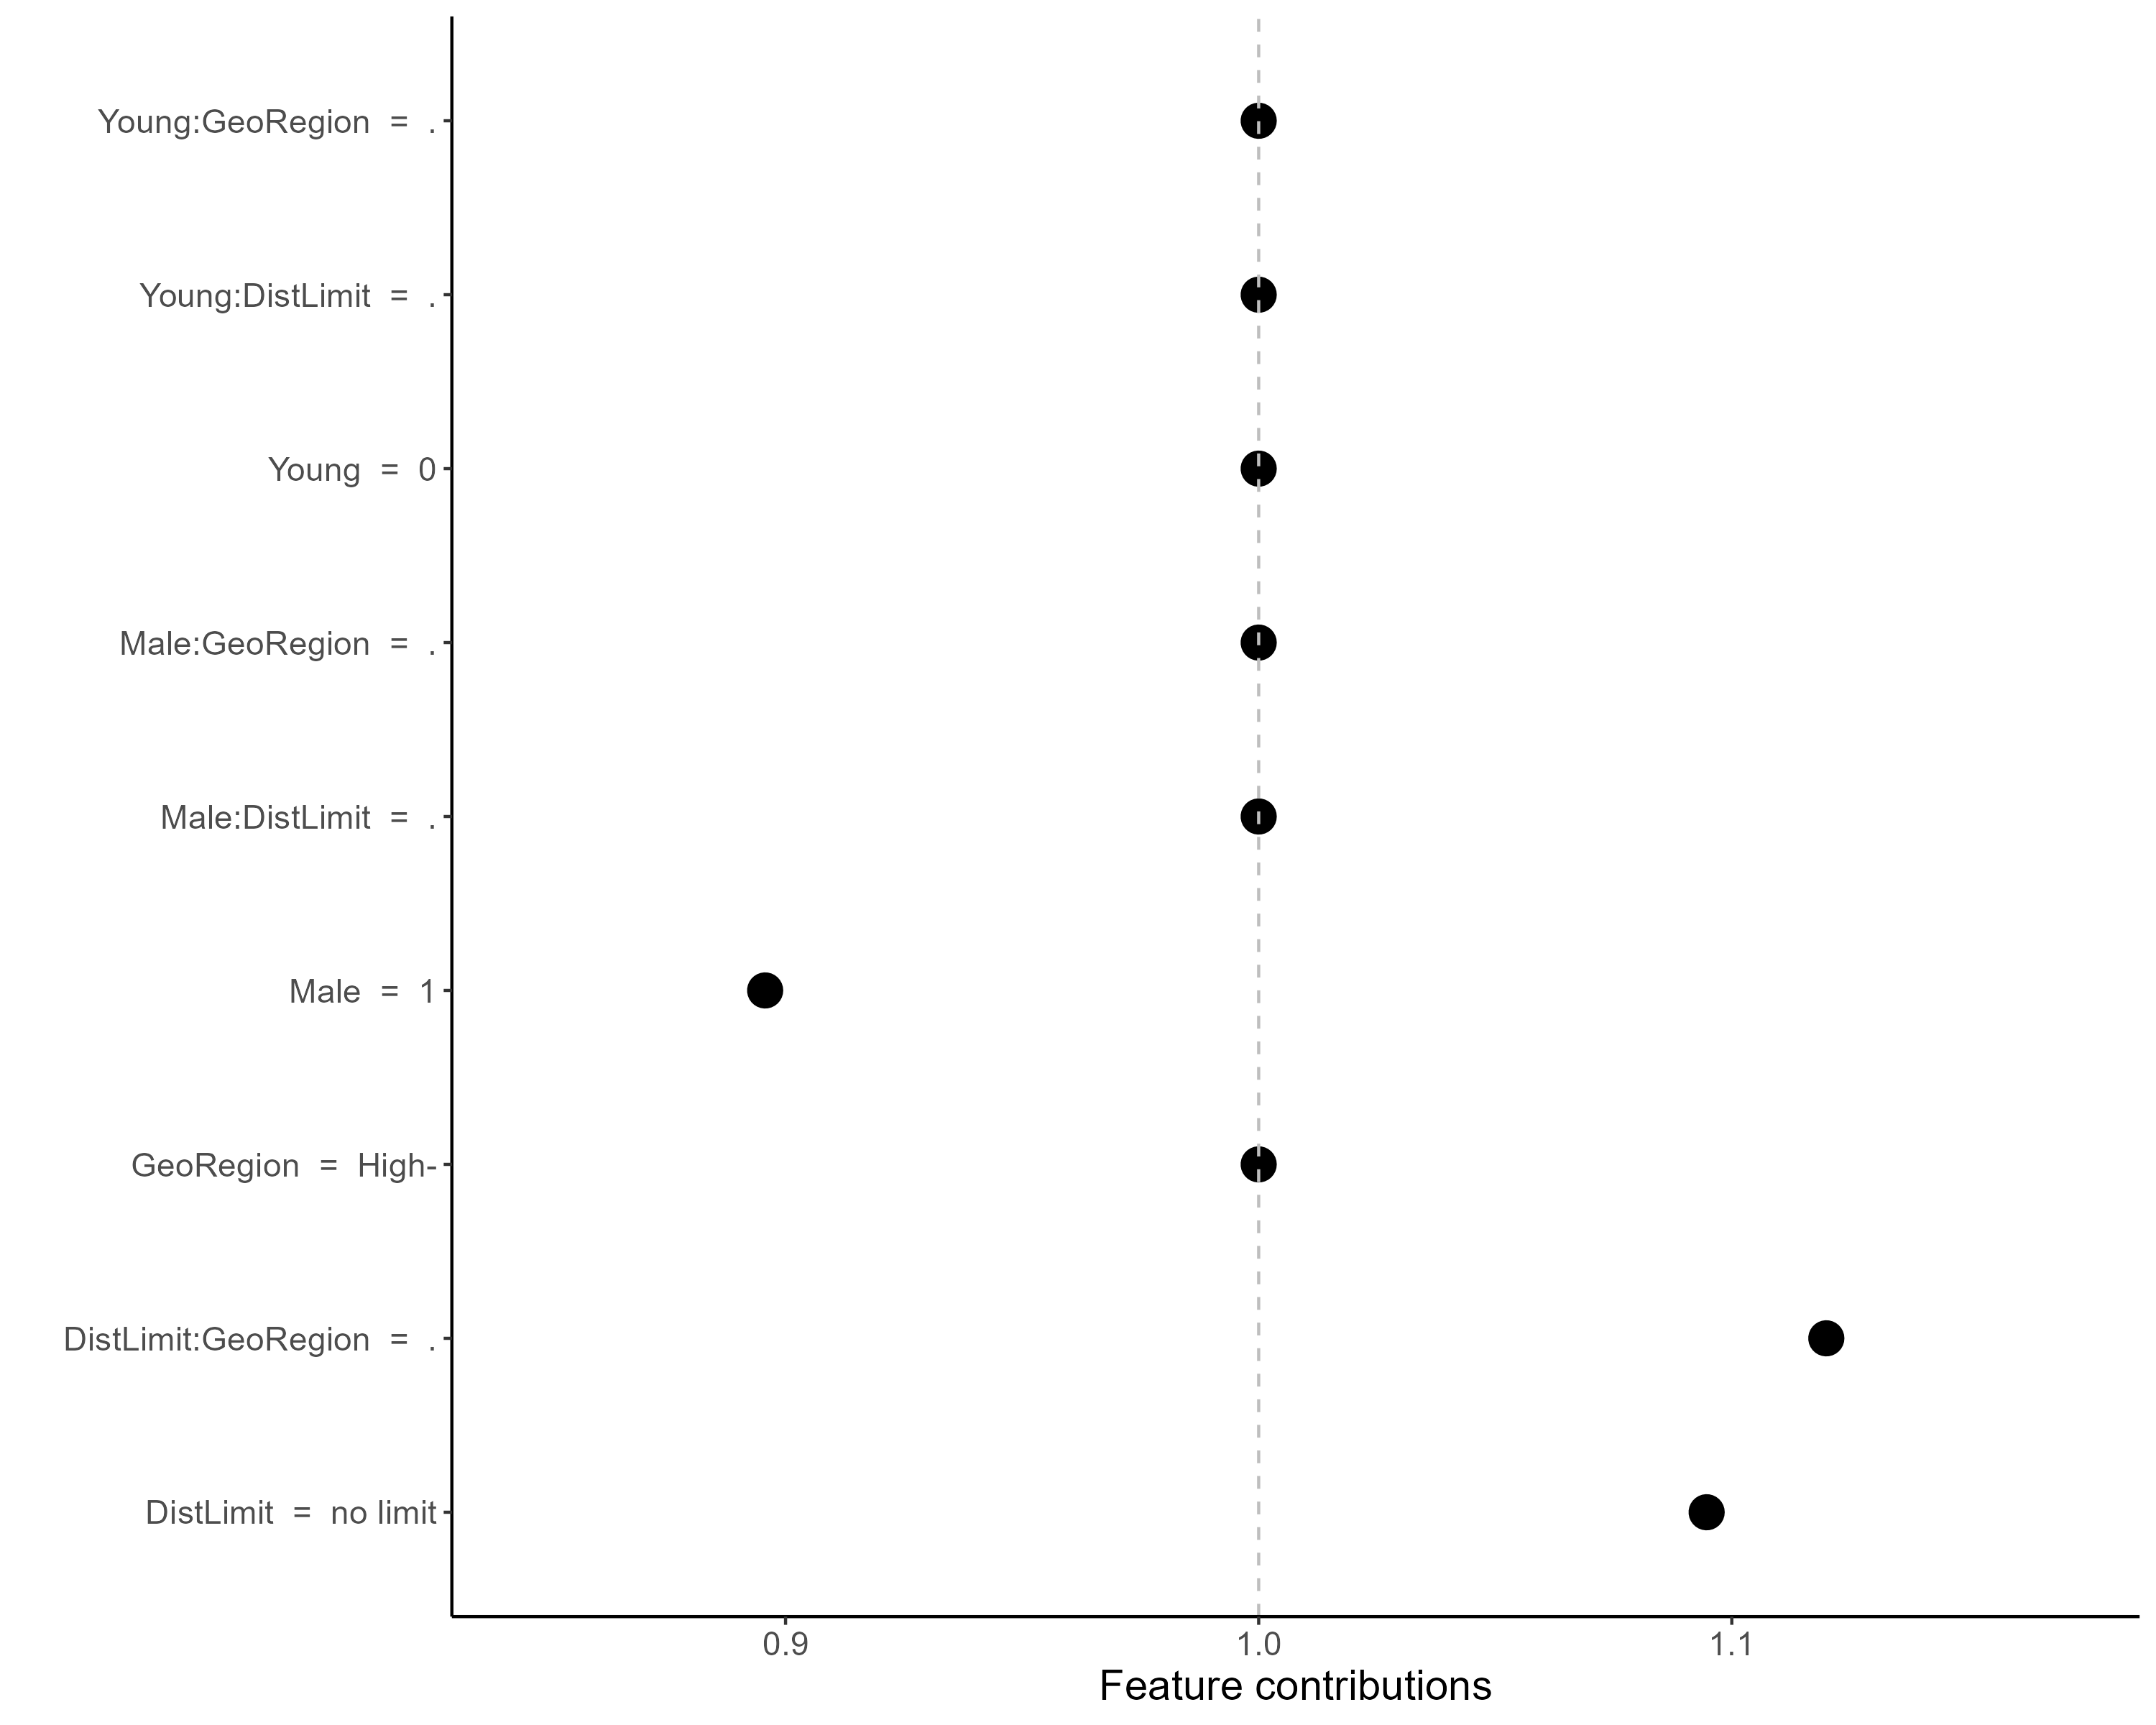 Young:GeoRegion = .
Young:DistLimit = .
Young = 0
Male:GeoRegion = .
Male:DistLimit = .
Male = 1
GeoRegion = High-
DistLimit:GeoRegion = .
DistLimit = no limit
0.9 1.0 1.1
Feature contributions